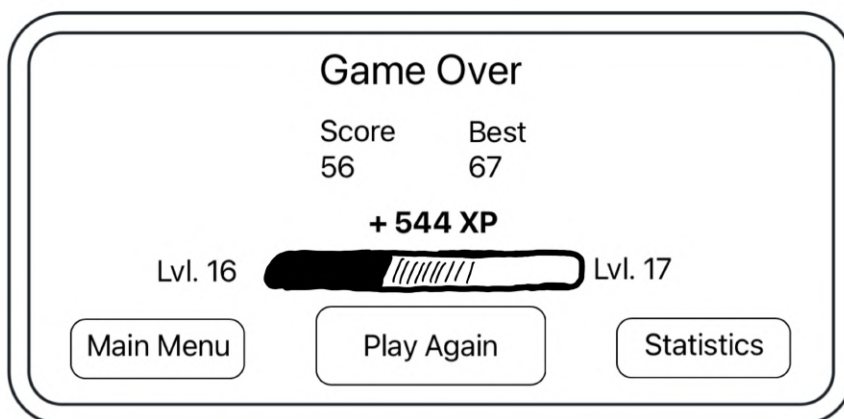 Game Over
Score Best
56 67
+ 544 XP
Lvl. 16 Lvl. 17
Main Menu Play Again Statistics